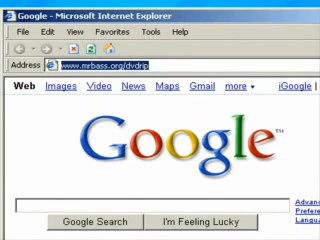 Google - Microsoft Internet Explorer
File Edit View Favorites Tools Help
Address www.mrbass.org/dvdrip
Web Images Video News Maps Gmail more iGoogle |
Google™
Advan
Prefere
Langu
Google Search I'm Feeling Lucky